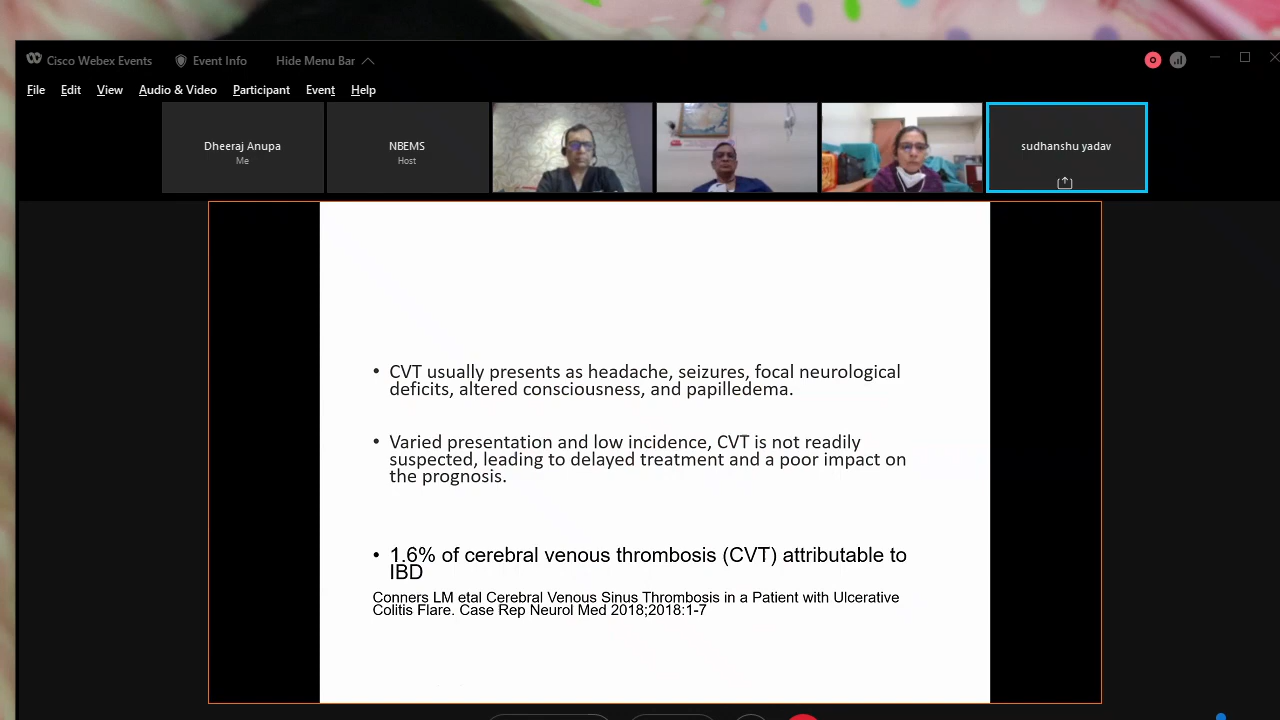 Cisco Webex Events Event Info Hide Menu Bar
File Edit View Audio & Video Participant Event Help
Dheeraj Anupa
Me
NBEMS
Host
sudhanshu yadav
• CVT usually presents as headache, seizures, focal neurological
deficits, altered consciousness, and papilledema.
• Varied presentation and low incidence, CVT is not readily
suspected, leading to delayed treatment and a poor impact on
the prognosis.
• 1.6% of cerebral venous thrombosis (CVT) attributable to
IBD
Conners LM etal Cerebral Venous Sinus Thrombosis in a Patient with Ulcerative
Colitis Flare. Case Rep Neurol Med 2018;2018:1-7